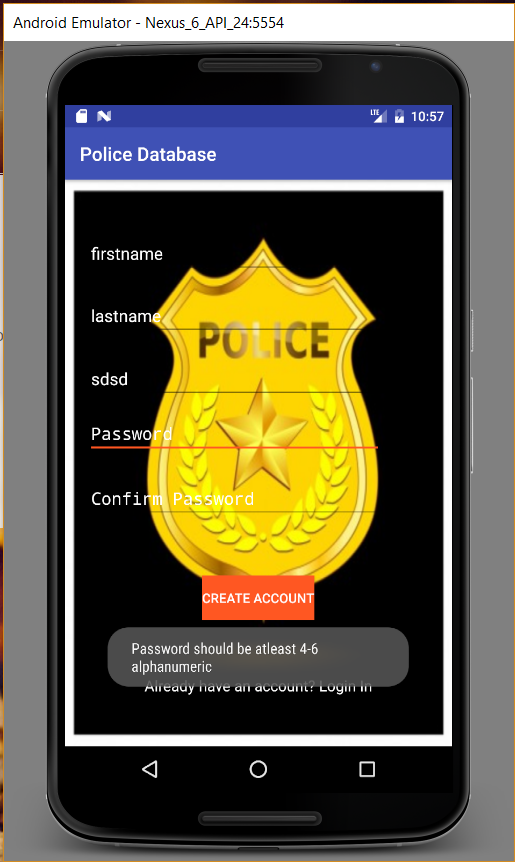 Android Emulator - Nexus_6_API_24:5554
LTE 10:57
Police Database
firstname
lastname
POLICE
sdsd
Password
Confirm Password
CREATE ACCOUNT
Password should be atleast 4-6
alphanumeric
Already have an account? Login In